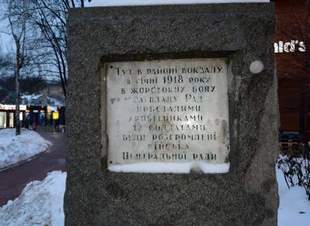 Тут в районі вокзалу
в січні 1918 року
в жорстокому бою
за владу Рад
повсталими
робітниками
та солдатами
були розгромлені
війська
Центральної Ради
ld's